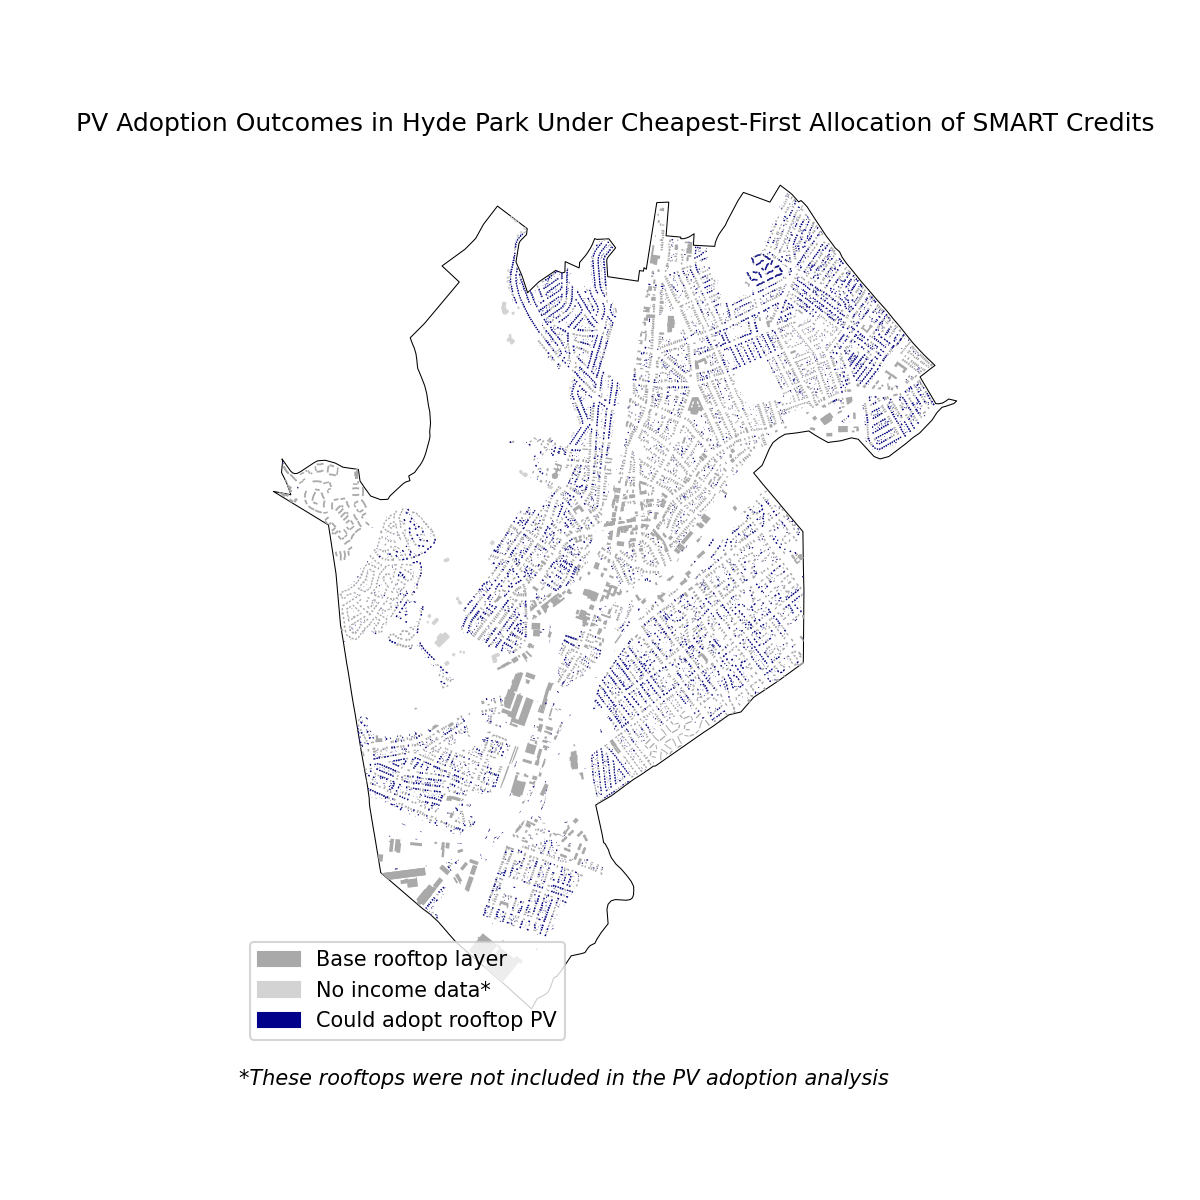 PV Adoption Outcomes in Hyde Park Under Cheapest-First Allocation of SMART Credits
Base rooftop layer
No income data*
Could adopt rooftop PV
*These rooftops were not included in the PV adoption analysis